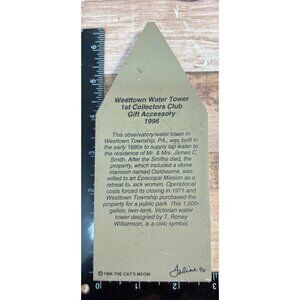 Westtown Water Tower
1st Collectors Club
Gift Accessory
1996
This observatory/water tower in
Westtown Township, PA., was built in
the early 1880s to supply tap water to
the residence of Mr. & Mrs. James C.
Smith. After the Smiths died, the
property, which included a stone
mansion named Oakbourne, was
willed to an Episcopal Mission as a
retreat for sick women. Operational
costs forced its closing in 1971 and
Westtown Township purchased the
property for a public park. This 1,000-
gallon, twin-tank, Victorian water
tower designed by T. Roney
Williamson, is a civic symbol.
© 1996 THE CAT'S MEOW
Faline 96